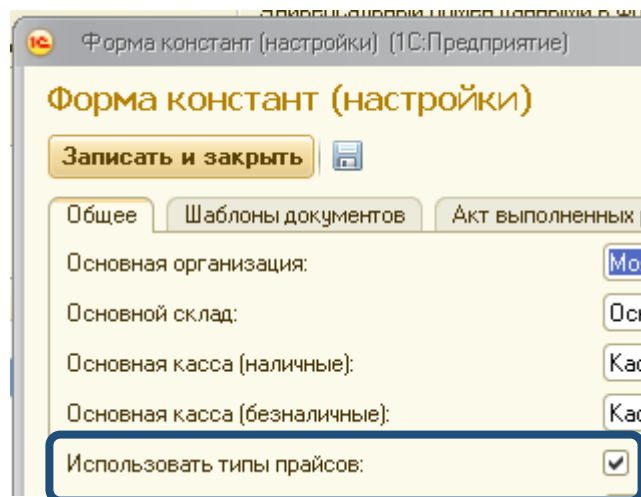 Форма констант (настройки) (1С:Предприятие)
Форма констант (настройки)
Записать и закрыть
Общее Шаблоны документов Акт выполненных
Основная организация:
Основной склад:
Основная касса (наличные):
Основная касса (безналичные):
Использовать типы прайсов: